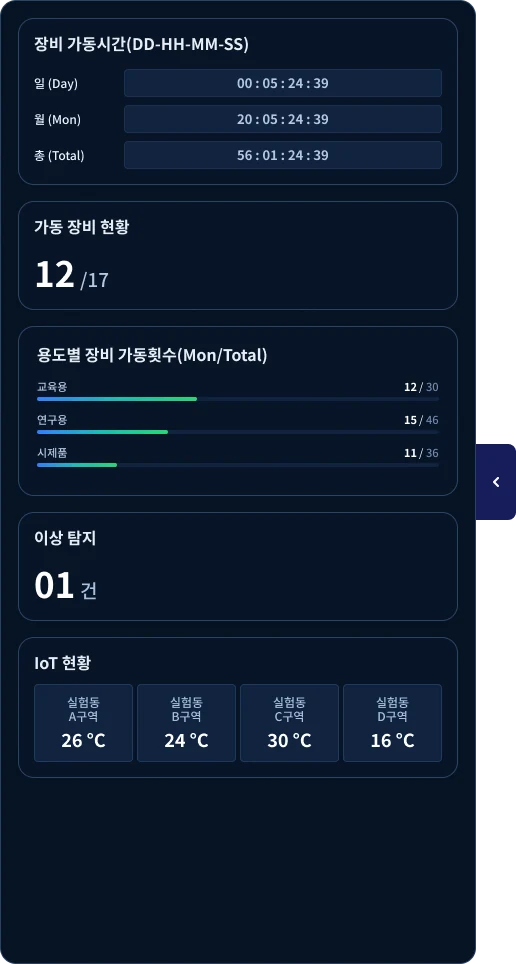 장비 가동시간(DD-HH-MM-SS)
일 (Day) 00 : 05 : 24 : 39
월 (Mon) 20 : 05 : 24 : 39
총 (Total) 56 : 01 : 24 : 39
가동 장비 현황
12 /17
용도별 장비 가동횟수(Mon/Total)
교육용 12 / 30
연구용 15 / 46
시제품 11 / 36
이상 탐지
01 건
IoT 현황
실험동
A구역
26 °C
실험동
B구역
24 °C
실험동
C구역
30 °C
실험동
D구역
16 °C